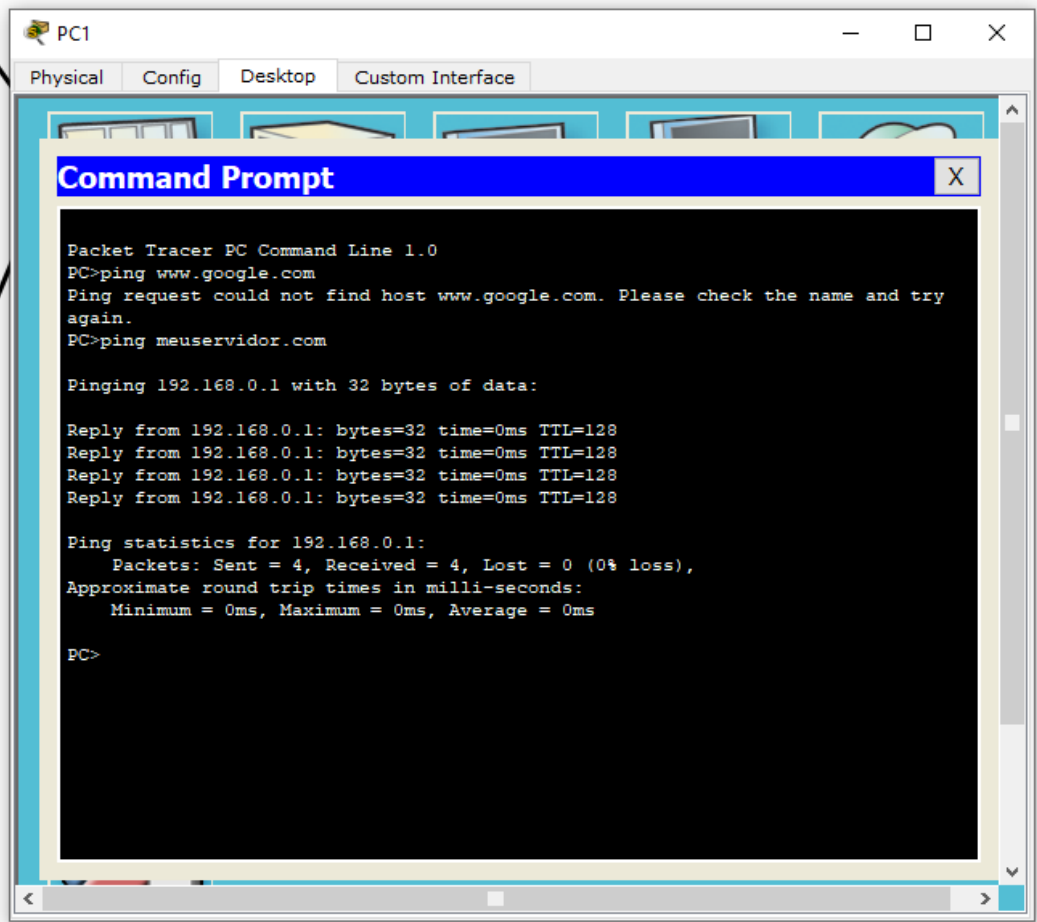 PC1
Physical Config Desktop Custom Interface
Command Prompt X
Packet Tracer PC Command Line 1.0
PC>ping www.google.com
Ping request could not find host www.google.com. Please check the name and try
again.
PC>ping meuservidor.com
Pinging 192.168.0.1 with 32 bytes of data:
Reply from 192.168.0.1: bytes=32 time=0ms TTL=128
Reply from 192.168.0.1: bytes=32 time=0ms TTL=128
Reply from 192.168.0.1: bytes=32 time=0ms TTL=128
Reply from 192.168.0.1: bytes=32 time=0ms TTL=128
Ping statistics for 192.168.0.1:
    Packets: Sent = 4, Received = 4, Lost = 0 (0% loss),
Approximate round trip times in milli-seconds:
    Minimum = 0ms, Maximum = 0ms, Average = 0ms
PC>